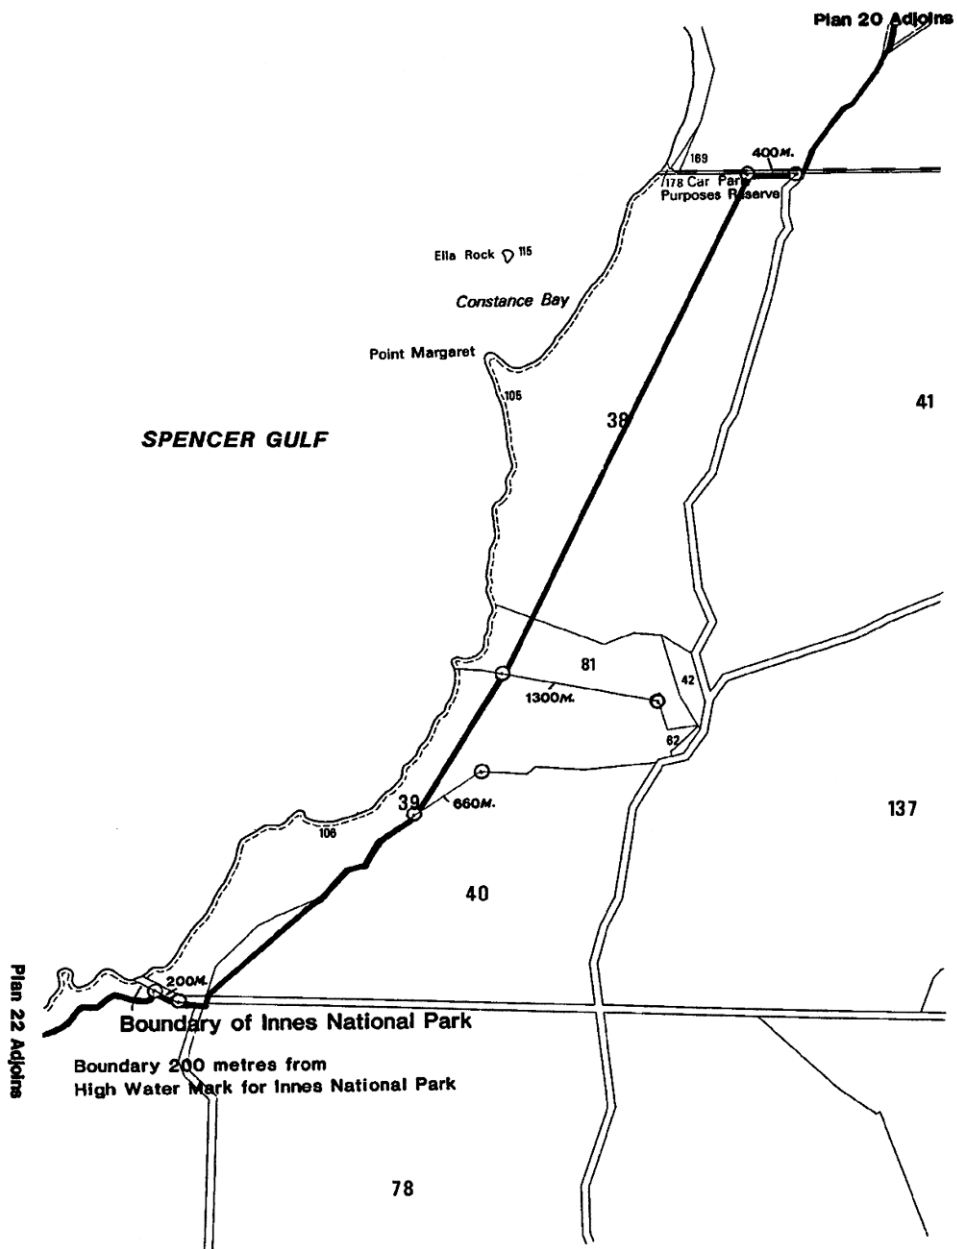 Plan 20 Adjoins
169
400M.
178 Car Park
Purposes Reserve
Ella Rock
115
Constance Bay
Point Margaret
105
41
38
SPENCER GULF
81
42
1300M.
62
39
660M.
106
137
40
Plan 22 Adjoins
200M.
Boundary of Innes National Park
Boundary 200 metres from
High Water Mark for Innes National Park
78